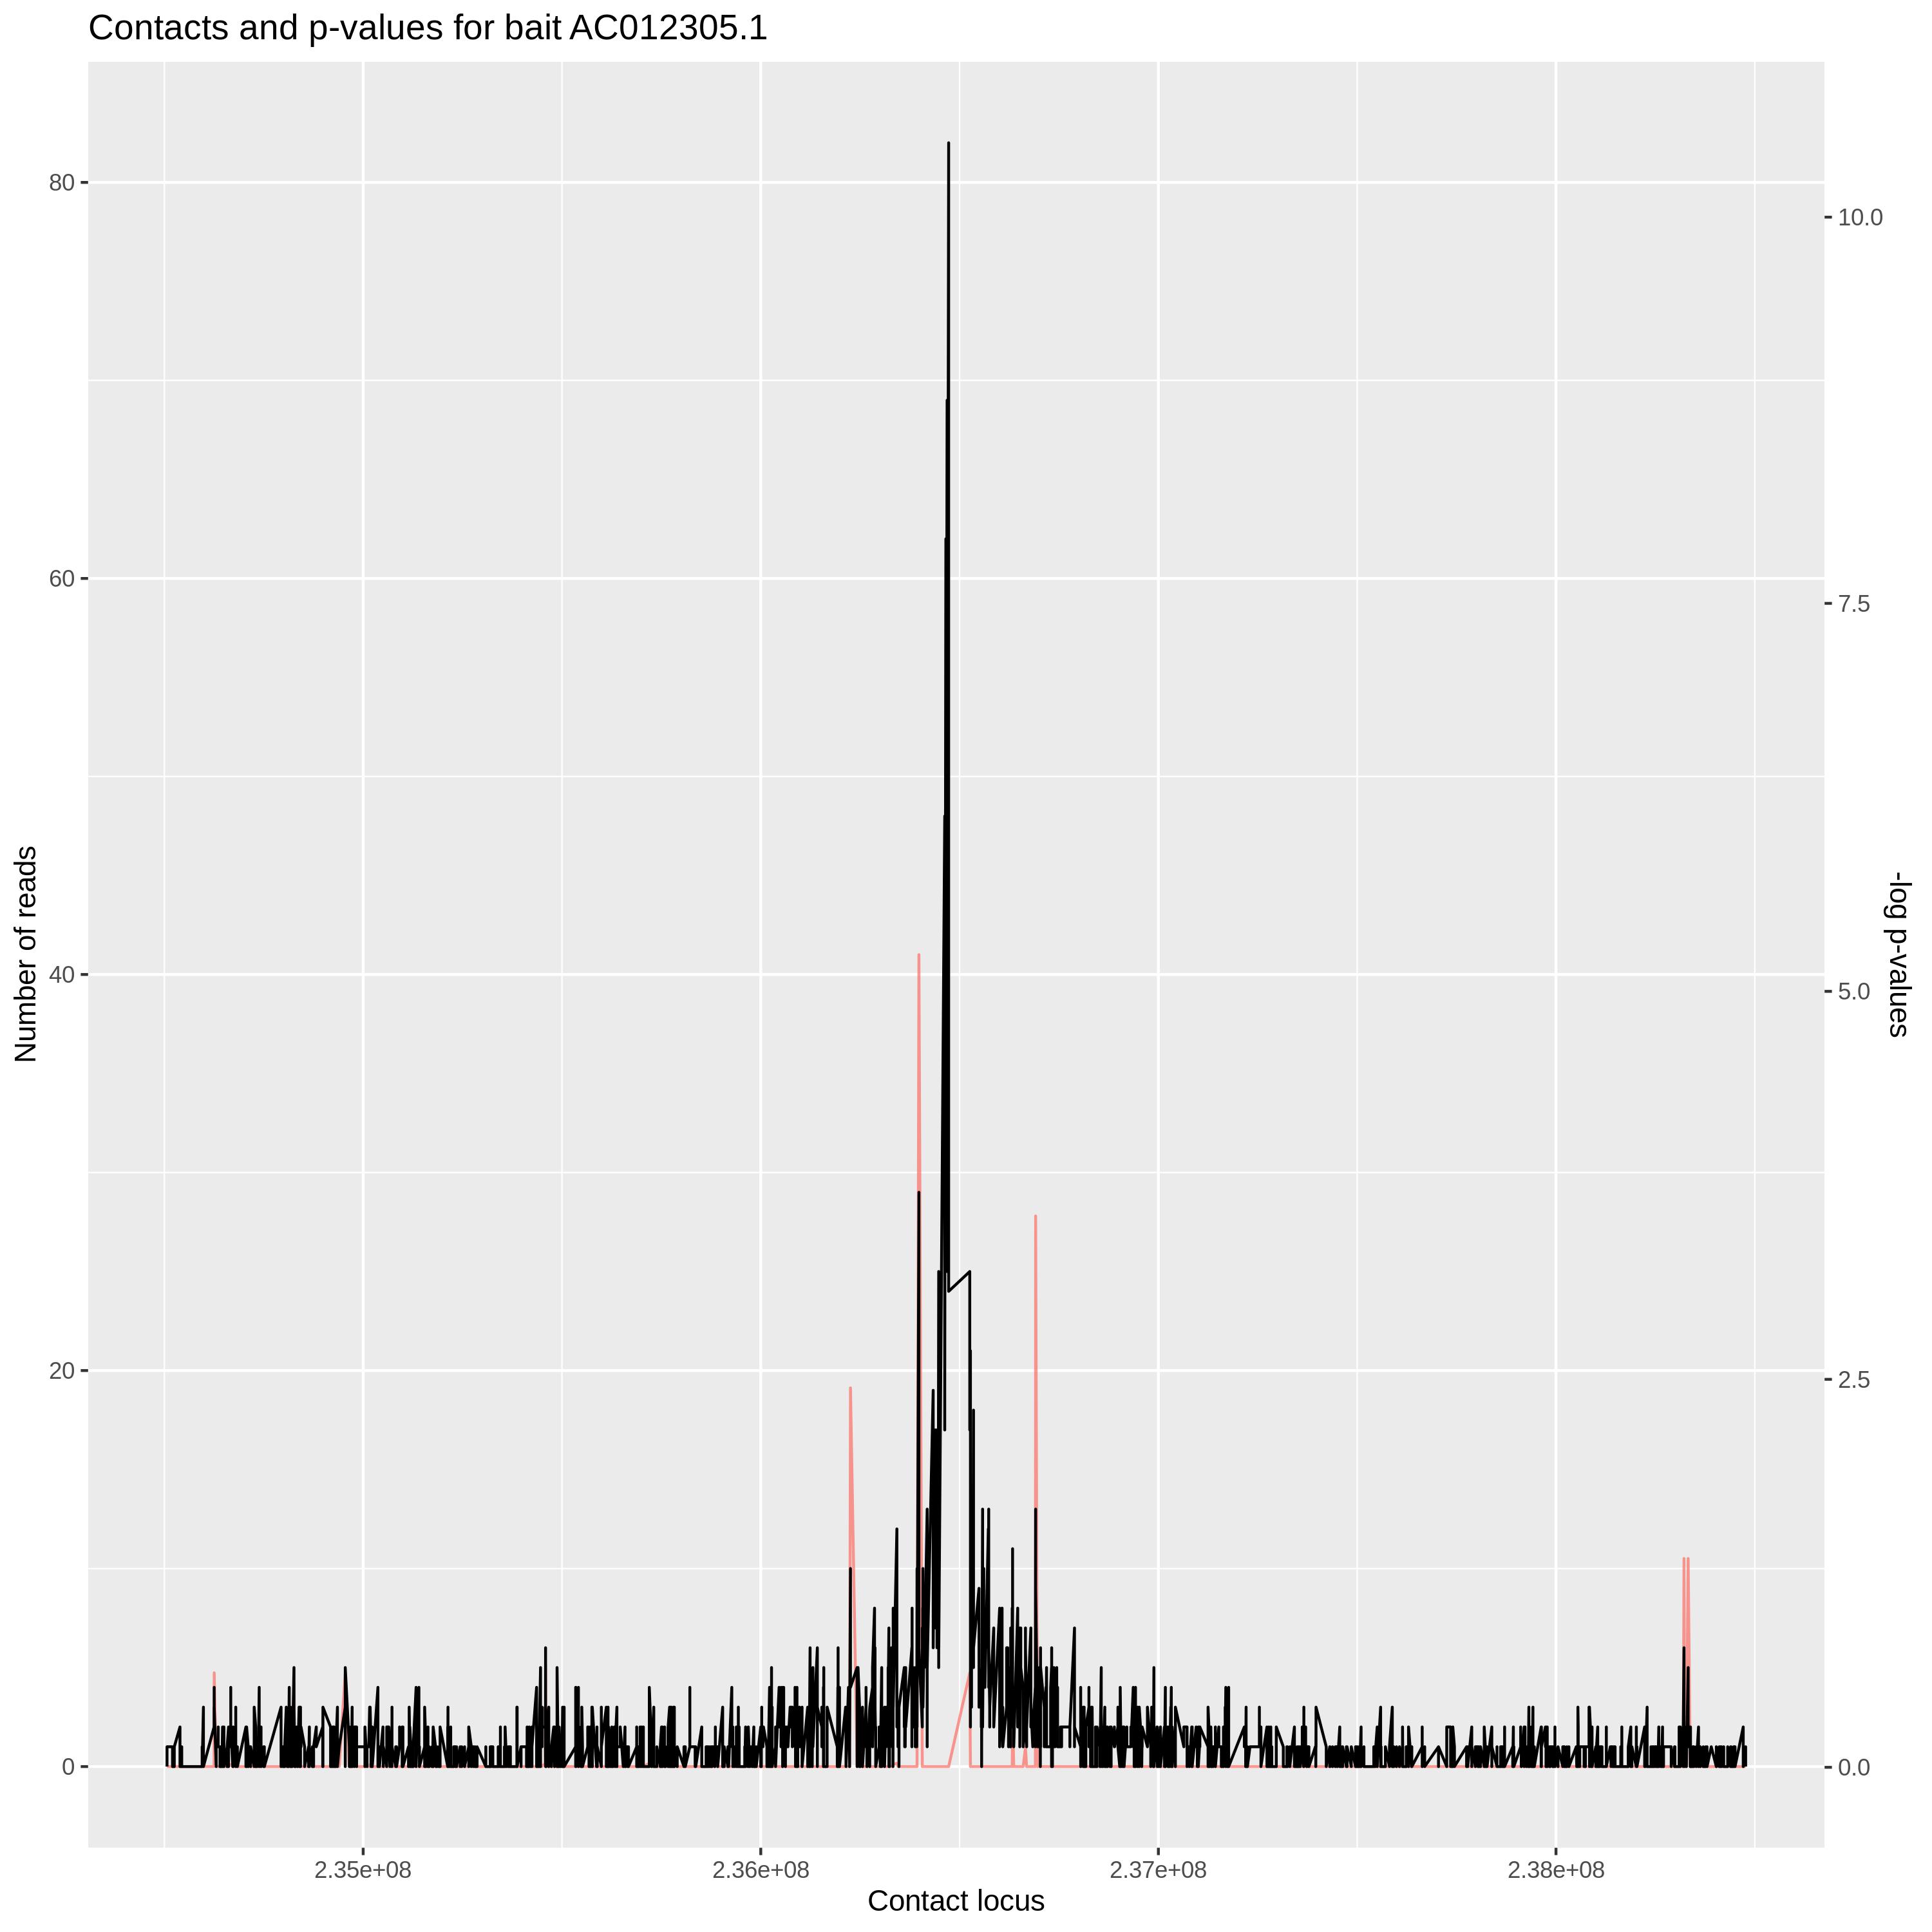 Contacts and p-values for bait AC012305.1
80
60
40
20
0
Number of reads
10.0
7.5
5.0
2.5
0.0
-log p-values
2.35e+08
2.36e+08
2.37e+08
2.38e+08
Contact locus